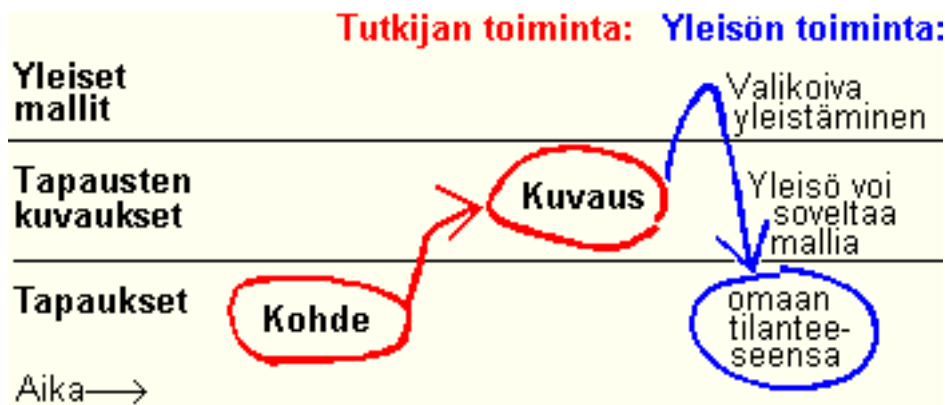 Tutkijan toiminta: Yleisön toiminta:
Yleiset
mallit
Valikoiva
yleistäminen
Tapausten
kuvaukset
Kuvaus
Yleisö voi
soveltaa
mallia
Tapaukset
Kohde
omaan
tilantee-
seensa
Aika